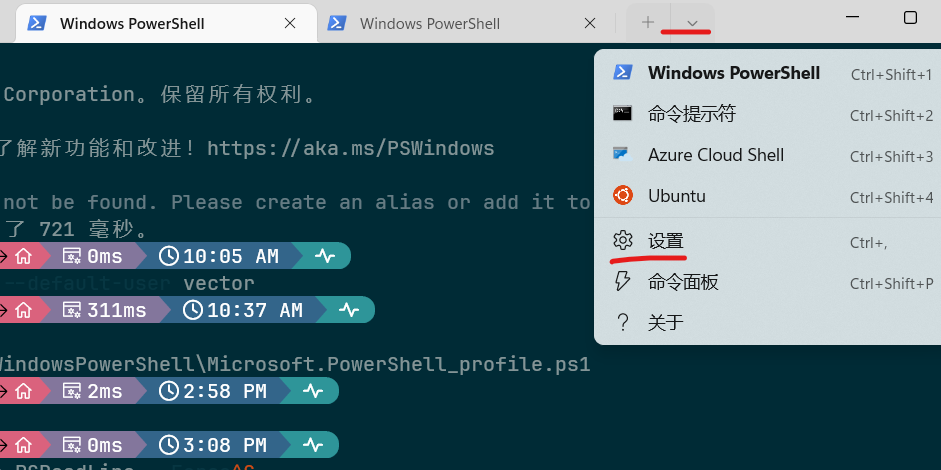 Windows PowerShell
Windows PowerShell
Windows PowerShell Ctrl+Shift+1
命令提示符 Ctrl+Shift+2
Azure Cloud Shell Ctrl+Shift+3
Ubuntu Ctrl+Shift+4
设置 Ctrl+,
命令面板 Ctrl+Shift+P
? 关于
Corporation。保留所有权利。
了解新功能和改进！https://aka.ms/PSWindows
not be found. Please create an alias or add it to
了 721 毫秒。
0ms 10:05 AM
--default-user vector
311ms 10:37 AM
WindowsPowerShell\Microsoft.PowerShell_profile.ps1
2ms 2:58 PM
0ms 3:08 PM